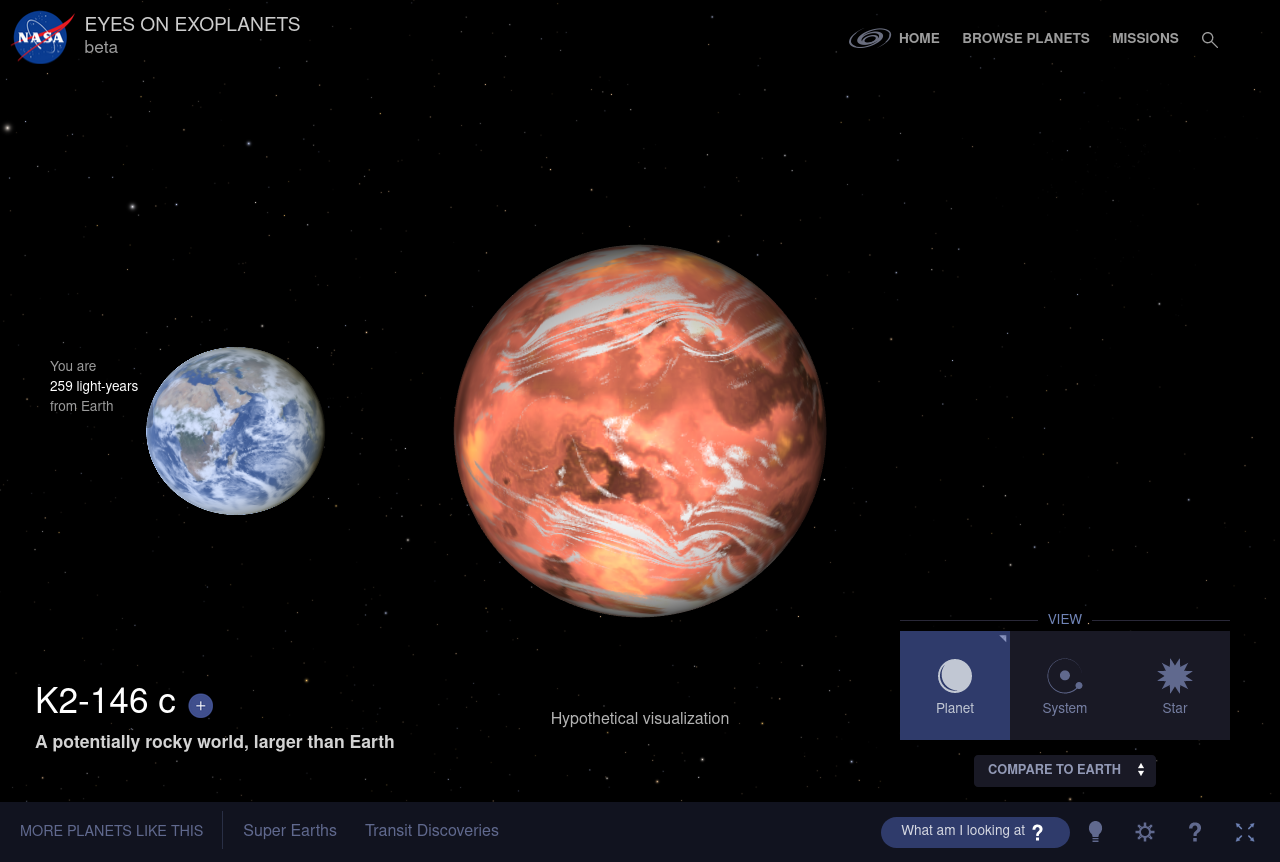 NASA
EYES ON EXOPLANETS
beta
HOME
BROWSE PLANETS
MISSIONS
You are
259 light-years
from Earth
VIEW
Planet
System
Star
K2-146 c +
A potentially rocky world, larger than Earth
Hypothetical visualization
COMPARE TO EARTH
MORE PLANETS LIKE THIS
Super Earths
Transit Discoveries
What am I looking at ?
?